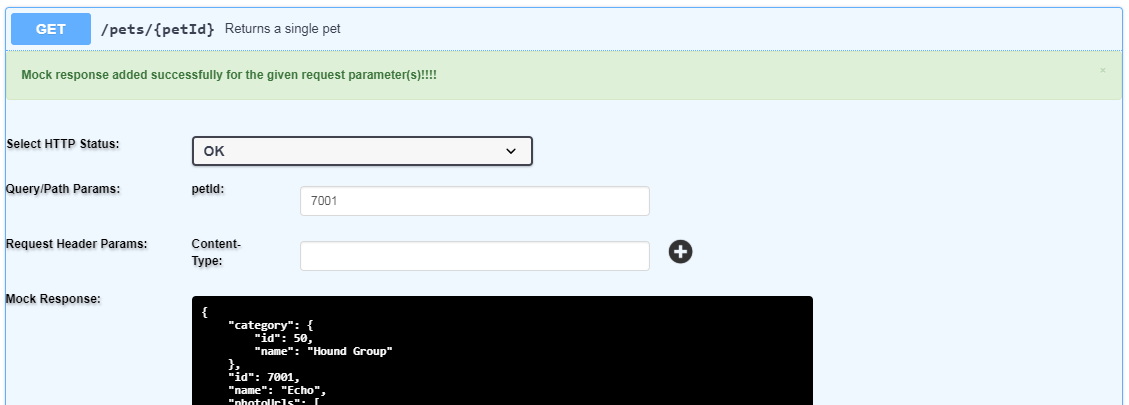 GET /pets/{petId} Returns a single pet
Mock response added successfully for the given request parameter(s)!!!! ×
Select HTTP Status: OK
Query/Path Params: petId: 7001
Request Header Params: Content-
Type:
Mock Response:
{
    "category": {
        "id": 50,
        "name": "Hound Group"
    },
    "id": 7001,
    "name": "Echo",
    "photoUrls": [